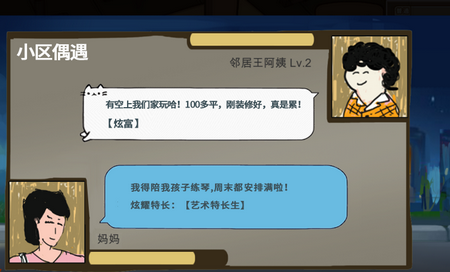 小区偶遇
邻居王阿姨 Lv.2
有空上我们家玩哈！100多平，刚装修好，真是累！
【炫富】
我得陪我孩子练琴,周末都安排满啦！
炫耀特长：【艺术特长生】
妈妈